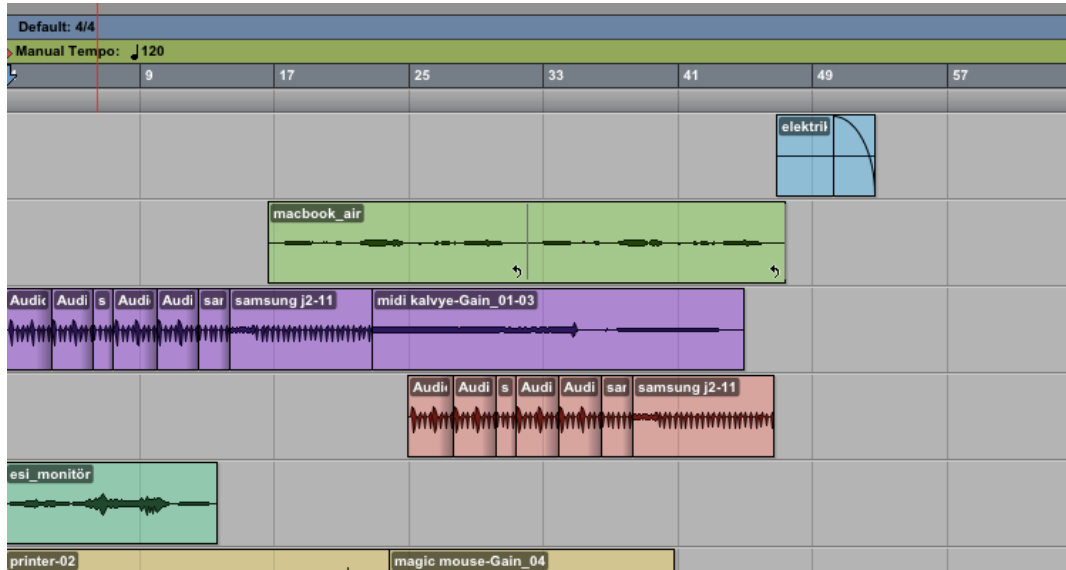 Default: 4/4
Manual Tempo: ♩120
9 17 25 33 41 49 57
elektrik
macbook_air
Audio Audi s Audi Audi sar samsung j2-11 midi kalvye-Gain_01-03
Audi Audi s Audi Audi sar samsung j2-11
esi_monitör
printer-02 magic mouse-Gain_04